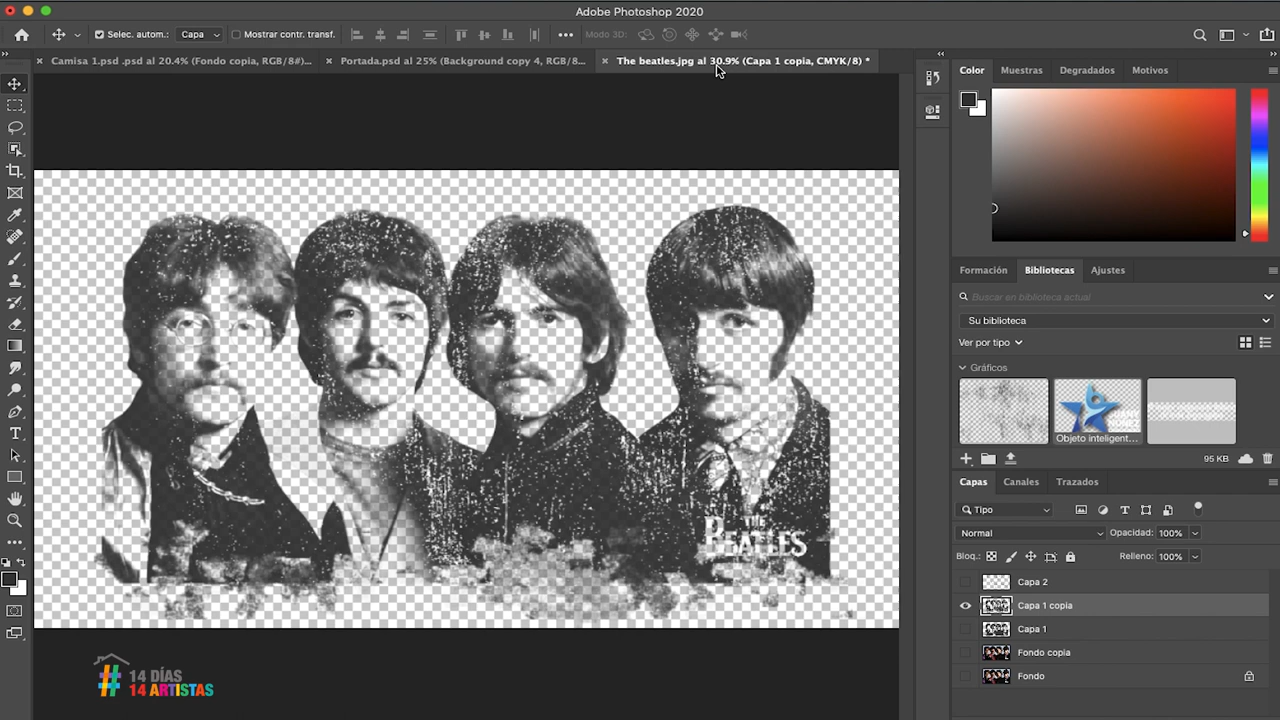 Adobe Photoshop 2020
Selec. autom.: Capa Mostrar contr. transf. Modo 3D:
Camisa 1.psd .psd al 20.4% (Fondo copia, RGB/8#)... Portada.psd al 25% (Background copy 4, RGB/8... The beatles.jpg al 30.9% (Capa 1 copia, CMYK/8) *
Color Muestras Degradados Motivos
Formación Bibliotecas Ajustes
Buscar en biblioteca actual
Su biblioteca
Ver por tipo
Gráficos
Objeto inteligent...
95 KB
Capas Canales Trazados
Tipo
Normal Opacidad: 100%
Bloq.: Relleno: 100%
Capa 2
Capa 1 copia
Capa 1
Fondo copia
Fondo
THE
BEATLES
# 14 DÍAS
14 ARTISTAS